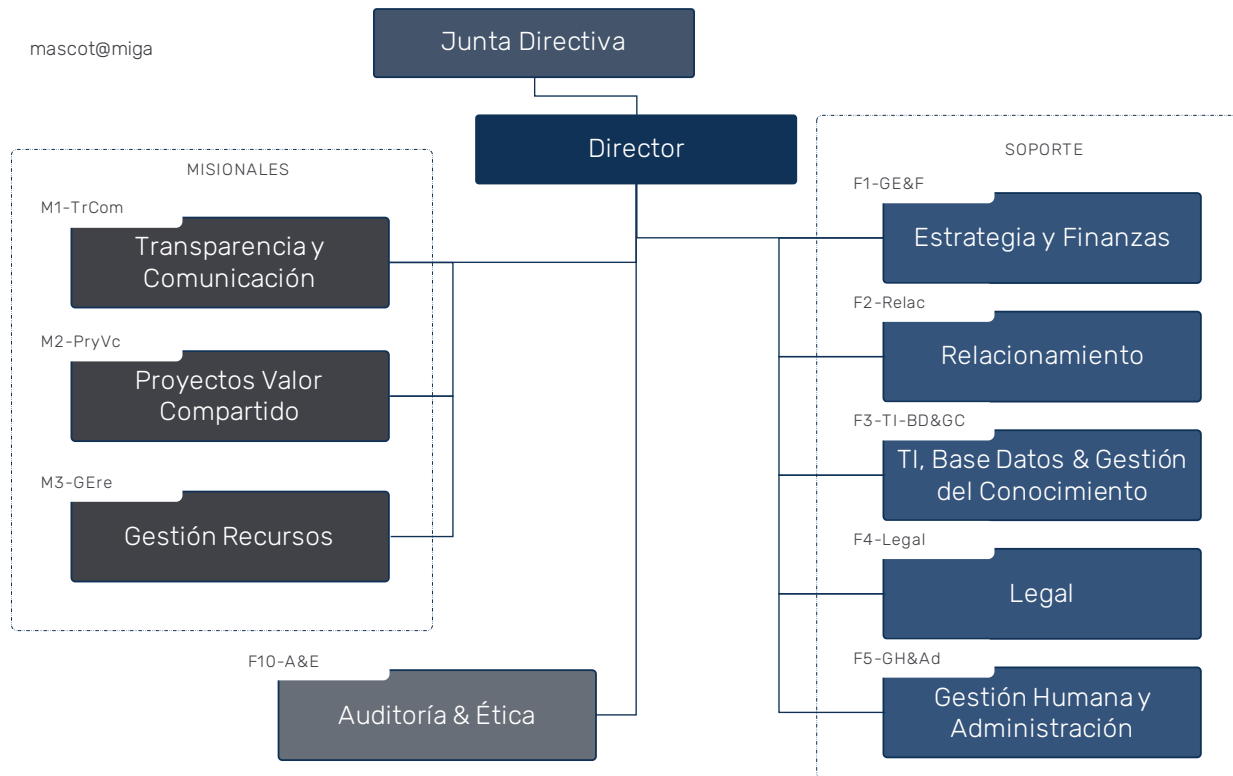 mascot@miga
Junta Directiva
Director
MISIONALES
M1-TrCom
Transparencia y
Comunicación
M2-PryVc
Proyectos Valor
Compartido
M3-GEre
Gestión Recursos
F10-A&E
Auditoría & Ética
SOPORTE
F1-GE&F
Estrategia y Finanzas
F2-Relac
Relacionamiento
F3-TI-BD&GC
TI, Base Datos & Gestión
del Conocimiento
F4-Legal
Legal
F5-GH&Ad
Gestión Humana y
Administración